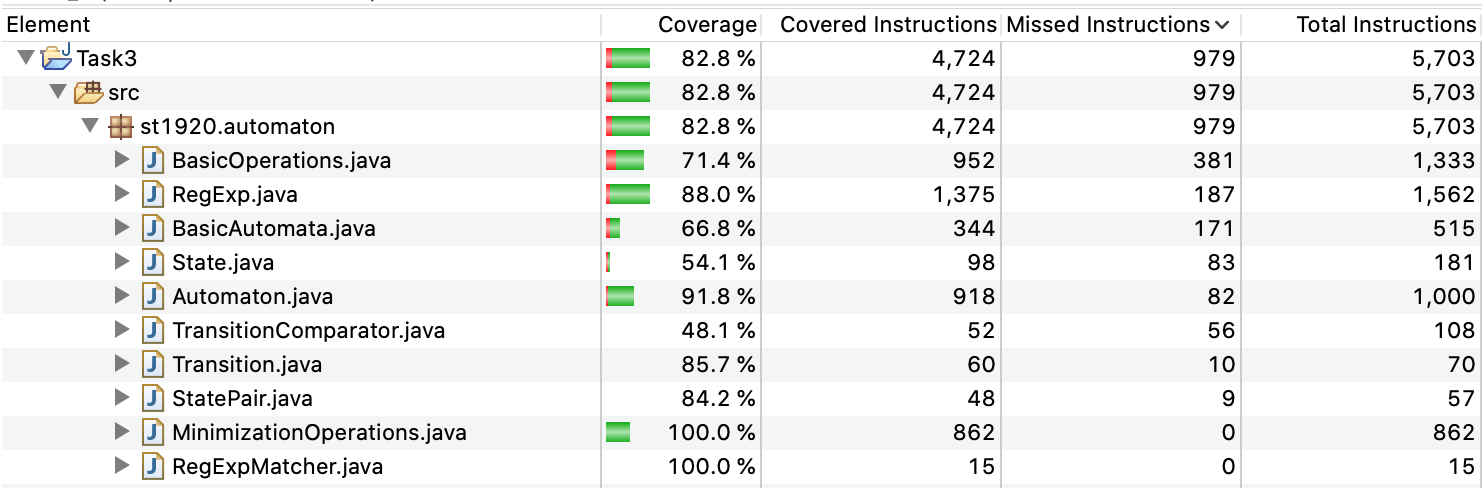 Element Coverage Covered Instructions Missed Instructions Total Instructions
Task3 82.8 % 4,724 979 5,703
src 82.8 % 4,724 979 5,703
st1920.automaton 82.8 % 4,724 979 5,703
BasicOperations.java 71.4 % 952 381 1,333
RegExp.java 88.0 % 1,375 187 1,562
BasicAutomata.java 66.8 % 344 171 515
State.java 54.1 % 98 83 181
Automaton.java 91.8 % 918 82 1,000
TransitionComparator.java 48.1 % 52 56 108
Transition.java 85.7 % 60 10 70
StatePair.java 84.2 % 48 9 57
MinimizationOperations.java 100.0 % 862 0 862
RegExpMatcher.java 100.0 % 15 0 15